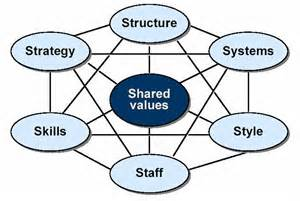 Structure
Strategy
Systems
Shared
values
Skills
Style
Staff